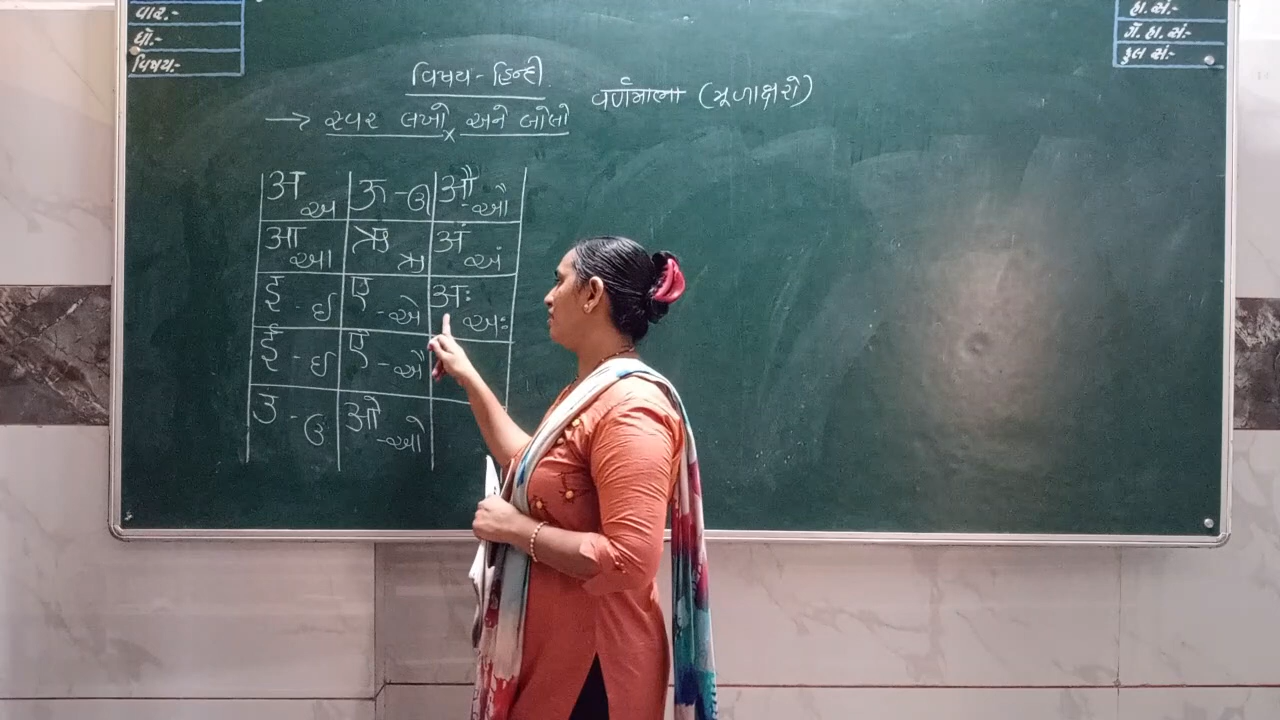 વાર:-
ધો.-
વિષય:-
હા. સં.-
ગે. હા. સં.-
કુલ સં:-
વિષય - હિન્દી.
વર્ણમાલા (મૂળાક્ષરો)
→ સ્વર લખો અને બોલો
अ અ ऊ - ઊ औ - ઔ
आ આ ऋ ઋ अं અં
इ - ઈ ए - એ अः અઃ
ई - ઈ ऐ - ઐ
उ - ઉ ओ - ઓ